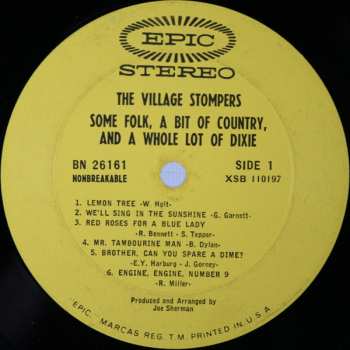 EPIC
STEREO
THE VILLAGE STOMPERS
SOME FOLK, A BIT OF COUNTRY,
AND A WHOLE LOT OF DIXIE
BN 26161 SIDE 1
NONBREAKABLE XSB 110197
1. LEMON TREE -W. Holt-
2. WE'LL SING IN THE SUNSHINE -G. Garnett-
3. RED ROSES FOR A BLUE LADY
-R. Bennett - S. Tepper-
4. MR. TAMBOURINE MAN -B. Dylan-
5. BROTHER, CAN YOU SPARE A DIME?
-E.Y. Harburg - J. Gorney-
6. ENGINE, ENGINE, NUMBER 9
-R. Miller-
Produced and Arranged by
Joe Sherman
EPIC. MARCAS REG. T.M. PRINTED IN U.S.A.